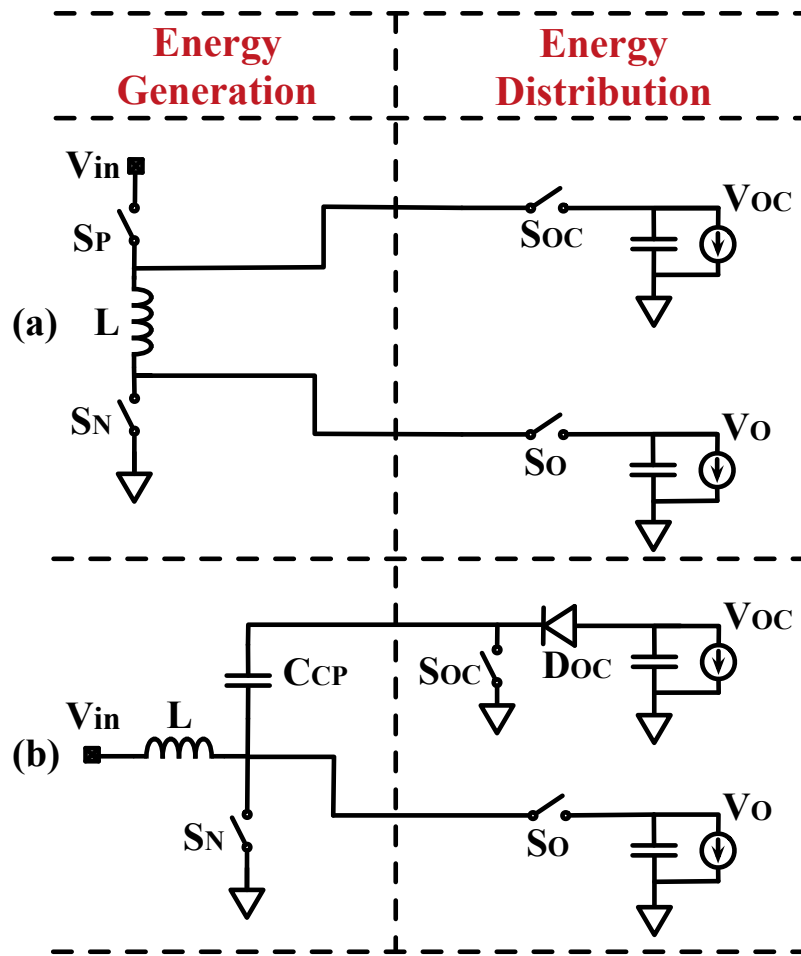 Energy Generation
Energy Distribution
(a)
Vin
SP
L
SN
SOC
VOC
SO
VO
(b)
Vin
L
CCP
SN
SOC
DOC
VOC
SO
VO